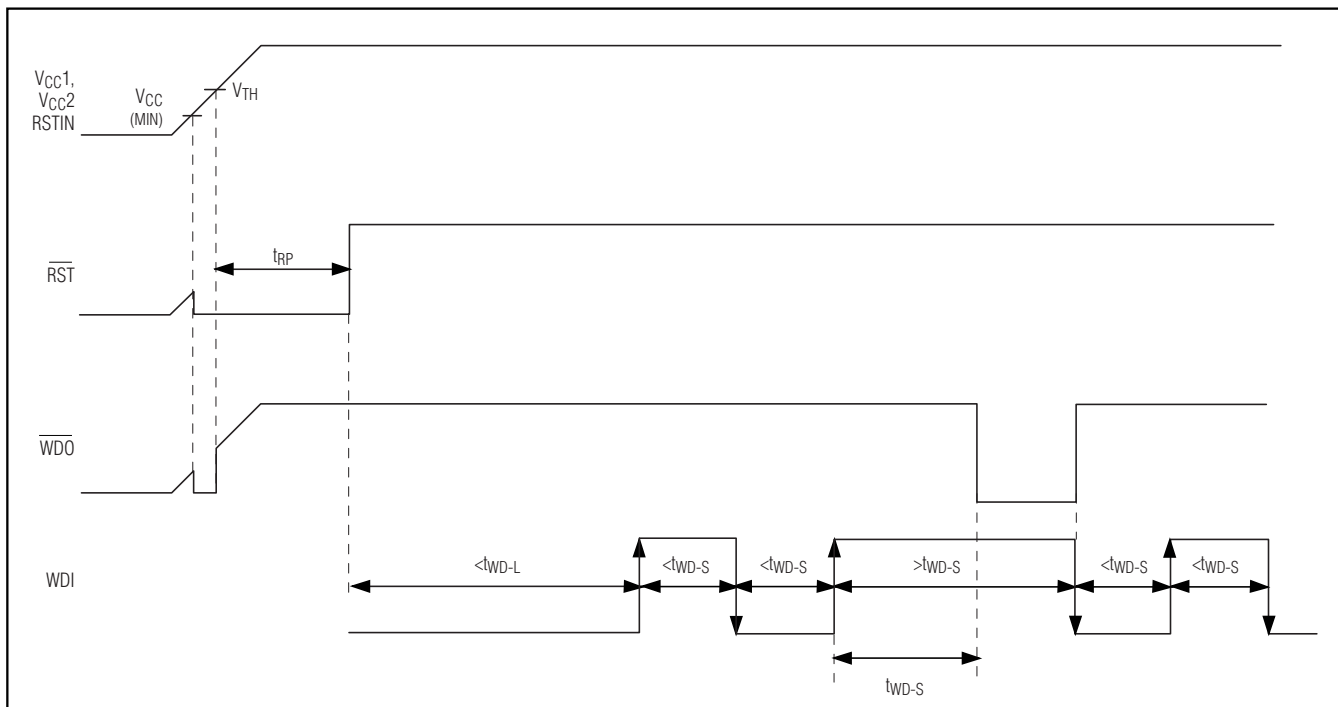 VCC1,
VCC2
RSTIN
VCC
(MIN)
VTH
RST
tRP
WDO
WDI
<tWD-L
<tWD-S
<tWD-S
>tWD-S
<tWD-S
<tWD-S
tWD-S